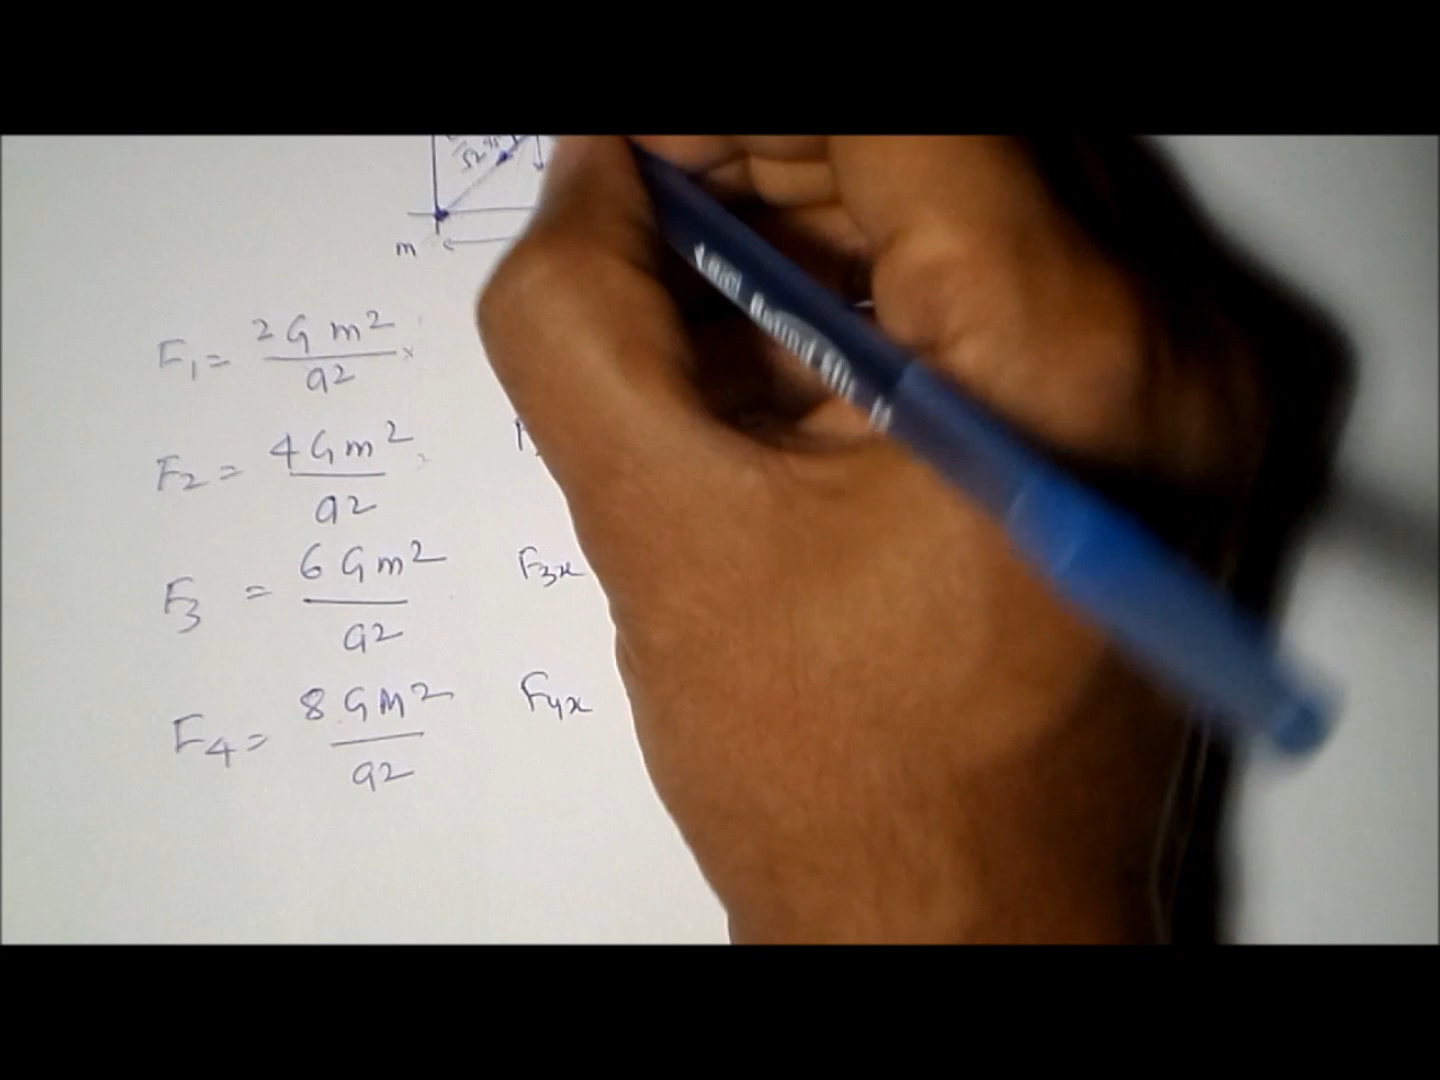 m
F₁ = 2Gm² / a² ×
F₂ = 4Gm² / a²
F₃ = 6Gm² / a² F₃ₓ
F₄ = 8GM² / a² F₄ₓ